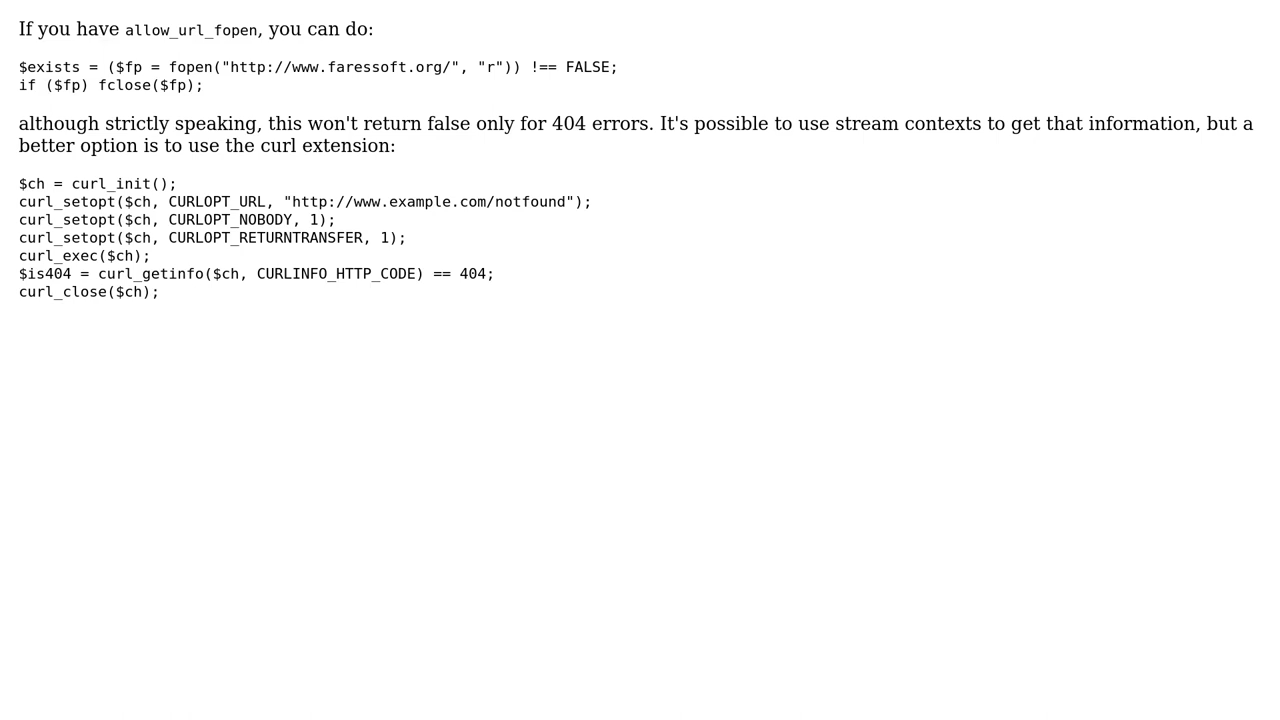 If you have allow_url_fopen, you can do:
$exists = ($fp = fopen("http://www.faressoft.org/", "r")) !== FALSE;
if ($fp) fclose($fp);
although strictly speaking, this won't return false only for 404 errors. It's possible to use stream contexts to get that information, but a
better option is to use the curl extension:
$ch = curl_init();
curl_setopt($ch, CURLOPT_URL, "http://www.example.com/notfound");
curl_setopt($ch, CURLOPT_NOBODY, 1);
curl_setopt($ch, CURLOPT_RETURNTRANSFER, 1);
curl_exec($ch);
$is404 = curl_getinfo($ch, CURLINFO_HTTP_CODE) == 404;
curl_close($ch);